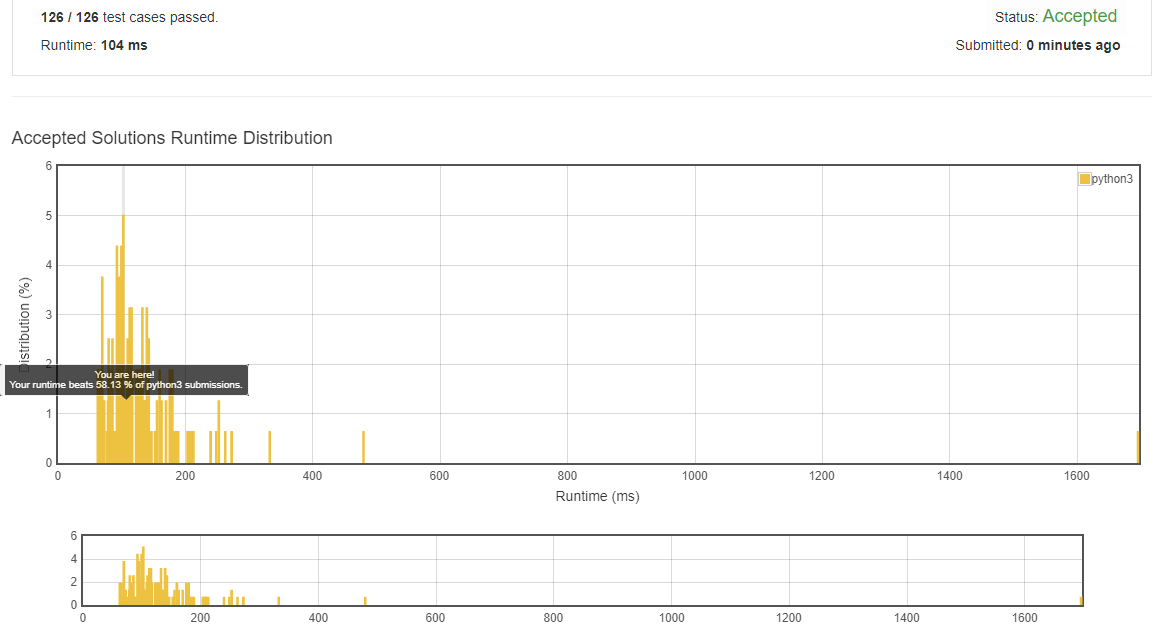 126 / 126 test cases passed.
Status: Accepted
Runtime: 104 ms
Submitted: 0 minutes ago
Accepted Solutions Runtime Distribution
python3
Distribution (%)
6
5
4
3
2
1
0
You are here!
Your runtime beats 58.13 % of python3 submissions.
0 200 400 600 800 1000 1200 1400 1600
Runtime (ms)
6
4
2
0
0 200 400 600 800 1000 1200 1400 1600